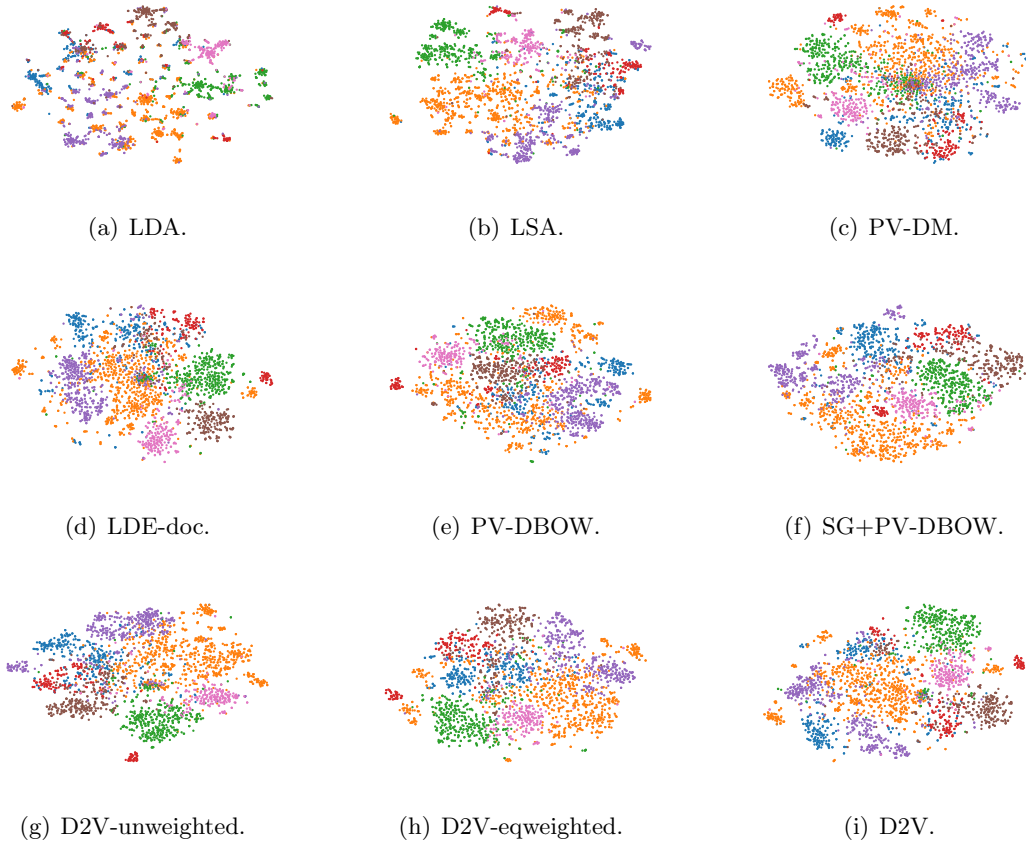 (a) LDA.
(b) LSA.
(c) PV-DM.
(d) LDE-doc.
(e) PV-DBOW.
(f) SG+PV-DBOW.
(g) D2V-unweighted.
(h) D2V-eqweighted.
(i) D2V.